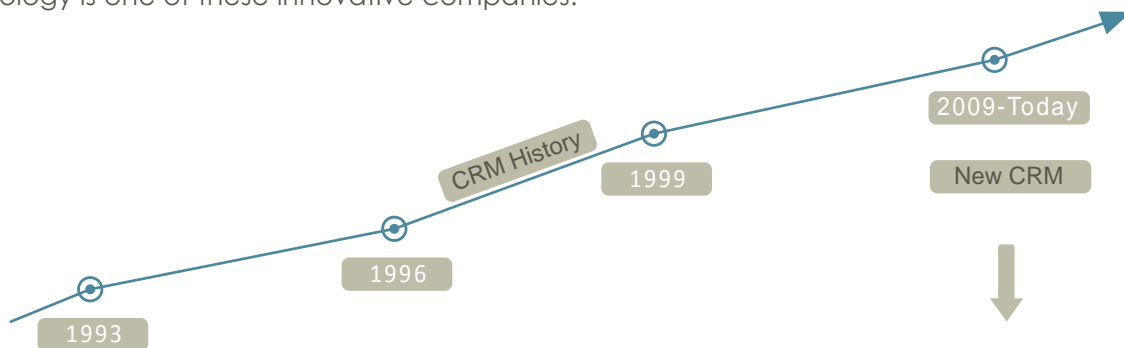 ology is one of these innovative companies.
2009-Today
CRM History
1999
New CRM
1996
1993